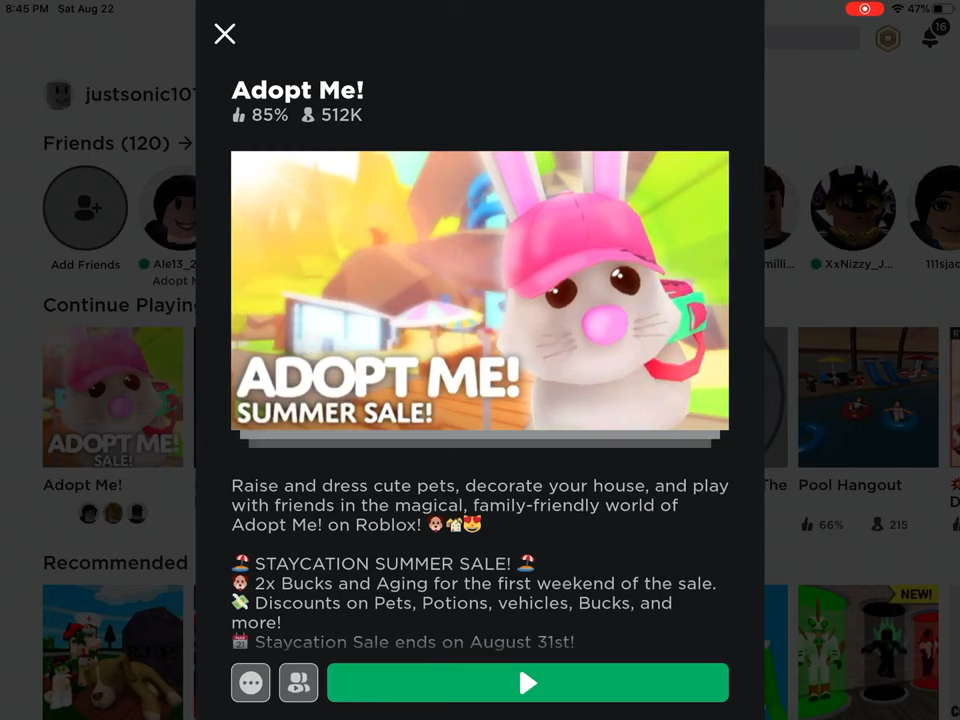 8:45 PM Sat Aug 22
47%
16
justsonic101
Friends (120) →
Add Friends
Ale13_2
Adopt M
milli...
XxNizzy_J...
111sjac
Continue Playing
ADOPT ME!
SALE!
Adopt Me!
The
Pool Hangout
66% 215
Recommended
R.I.P
NEW!
Adopt Me!
85% 512K
ADOPT ME!
SUMMER SALE!
Raise and dress cute pets, decorate your house, and play
with friends in the magical, family-friendly world of
Adopt Me! on Roblox! 🐶🏘️😍
🏖️ STAYCATION SUMMER SALE! 🏖️
🐶 2x Bucks and Aging for the first weekend of the sale.
💸 Discounts on Pets, Potions, vehicles, Bucks, and
more!
📅 Staycation Sale ends on August 31st!